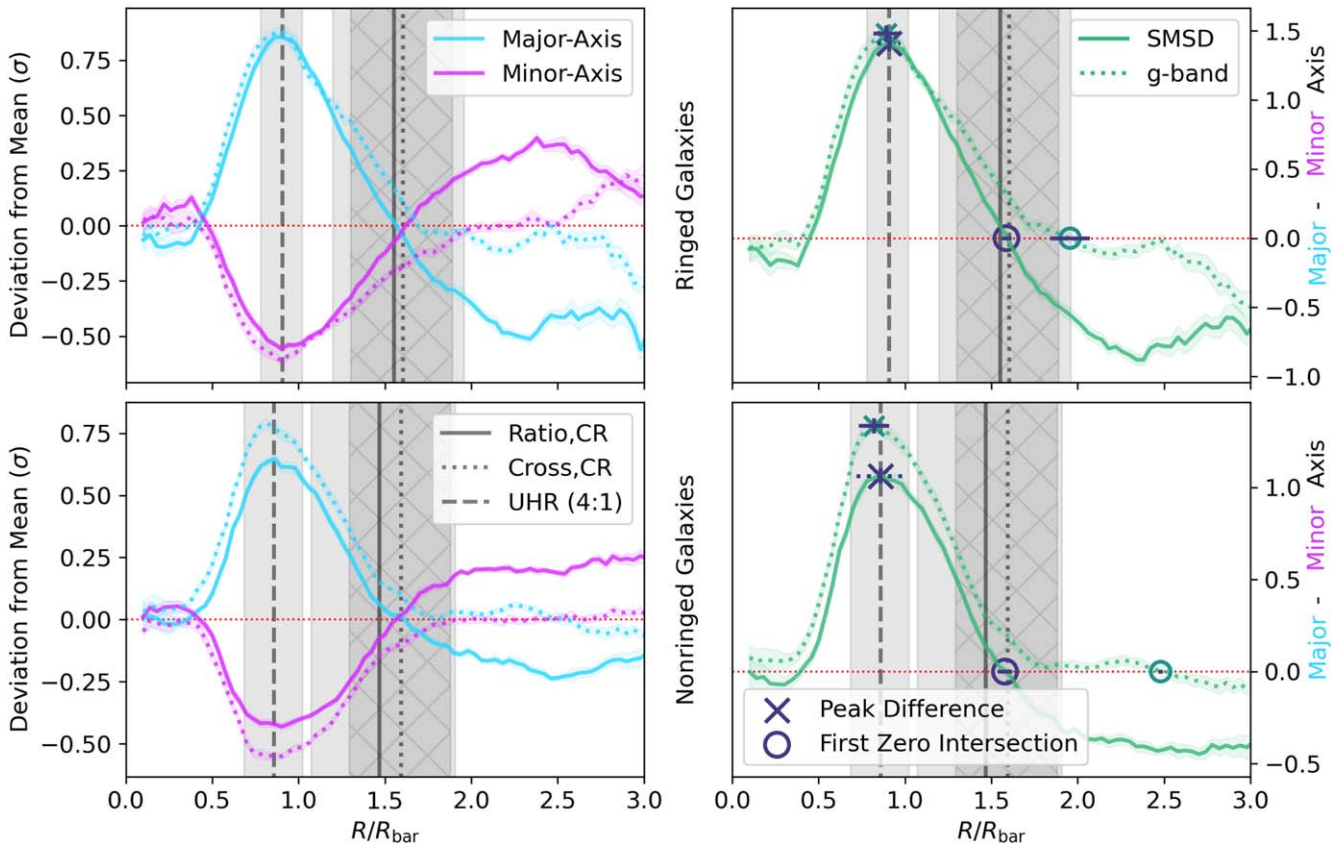 Deviation from Mean (σ)
0.75
0.50
0.25
0.00
−0.25
−0.50
Major-Axis
Minor-Axis
Ringed Galaxies
SMSD
g-band
1.5
1.0
0.5
0.0
−0.5
−1.0
Major - Minor Axis
Deviation from Mean (σ)
0.75
0.50
0.25
0.00
−0.25
−0.50
Ratio,CR
Cross,CR
UHR (4:1)
0.0 0.5 1.0 1.5 2.0 2.5 3.0
R/Rbar
Nonringed Galaxies
Peak Difference
First Zero Intersection
1.0
0.5
0.0
−0.5
Major - Minor Axis
0.0 0.5 1.0 1.5 2.0 2.5 3.0
R/Rbar